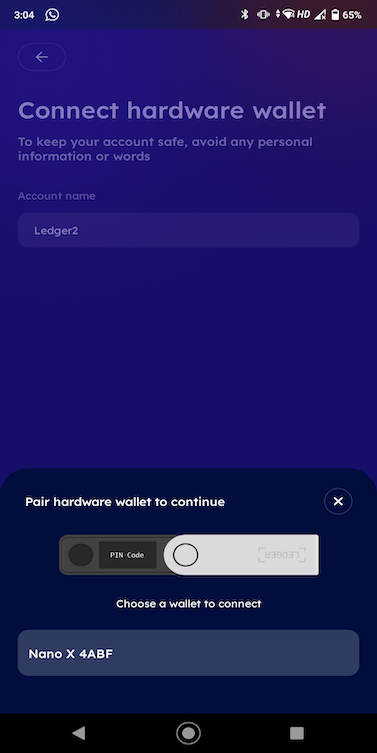 3:04
HD
65%
Connect hardware wallet
To keep your account safe, avoid any personal
information or words
Account name
Ledger2
Pair hardware wallet to continue
PIN Code
LEDGER
Choose a wallet to connect
Nano X 4ABF